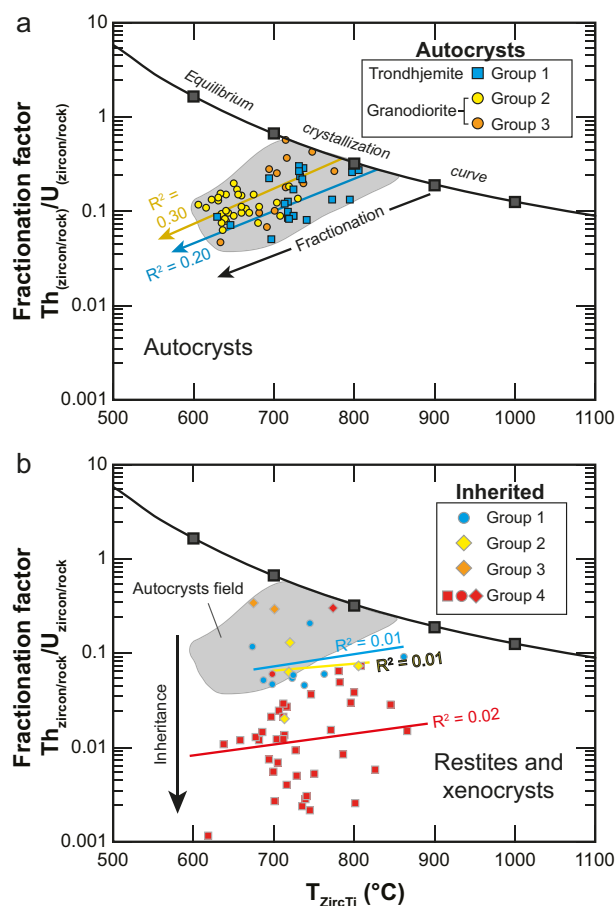 a
Fractionation factor
Th(zircon/rock)/U(zircon/rock)
10
1
0.1
0.01
0.001
Equilibrium
crystallization
curve
Autocrysts
Trondhjemite
Group 1
Granodiorite
Group 2
Group 3
R² =
0.30
R² = 0.20
Fractionation
Autocrysts
500
600
700
800
900
1000
1100
b
Fractionation factor
Thzircon/rock/Uzircon/rock
10
1
0.1
0.01
0.001
Inherited
Group 1
Group 2
Group 3
Group 4
Autocrysts field
R² = 0.01
R² = 0.01
R² = 0.02
Inheritance
Restites and
xenocrysts
500
600
700
800
900
1000
1100
TZircTi (°C)